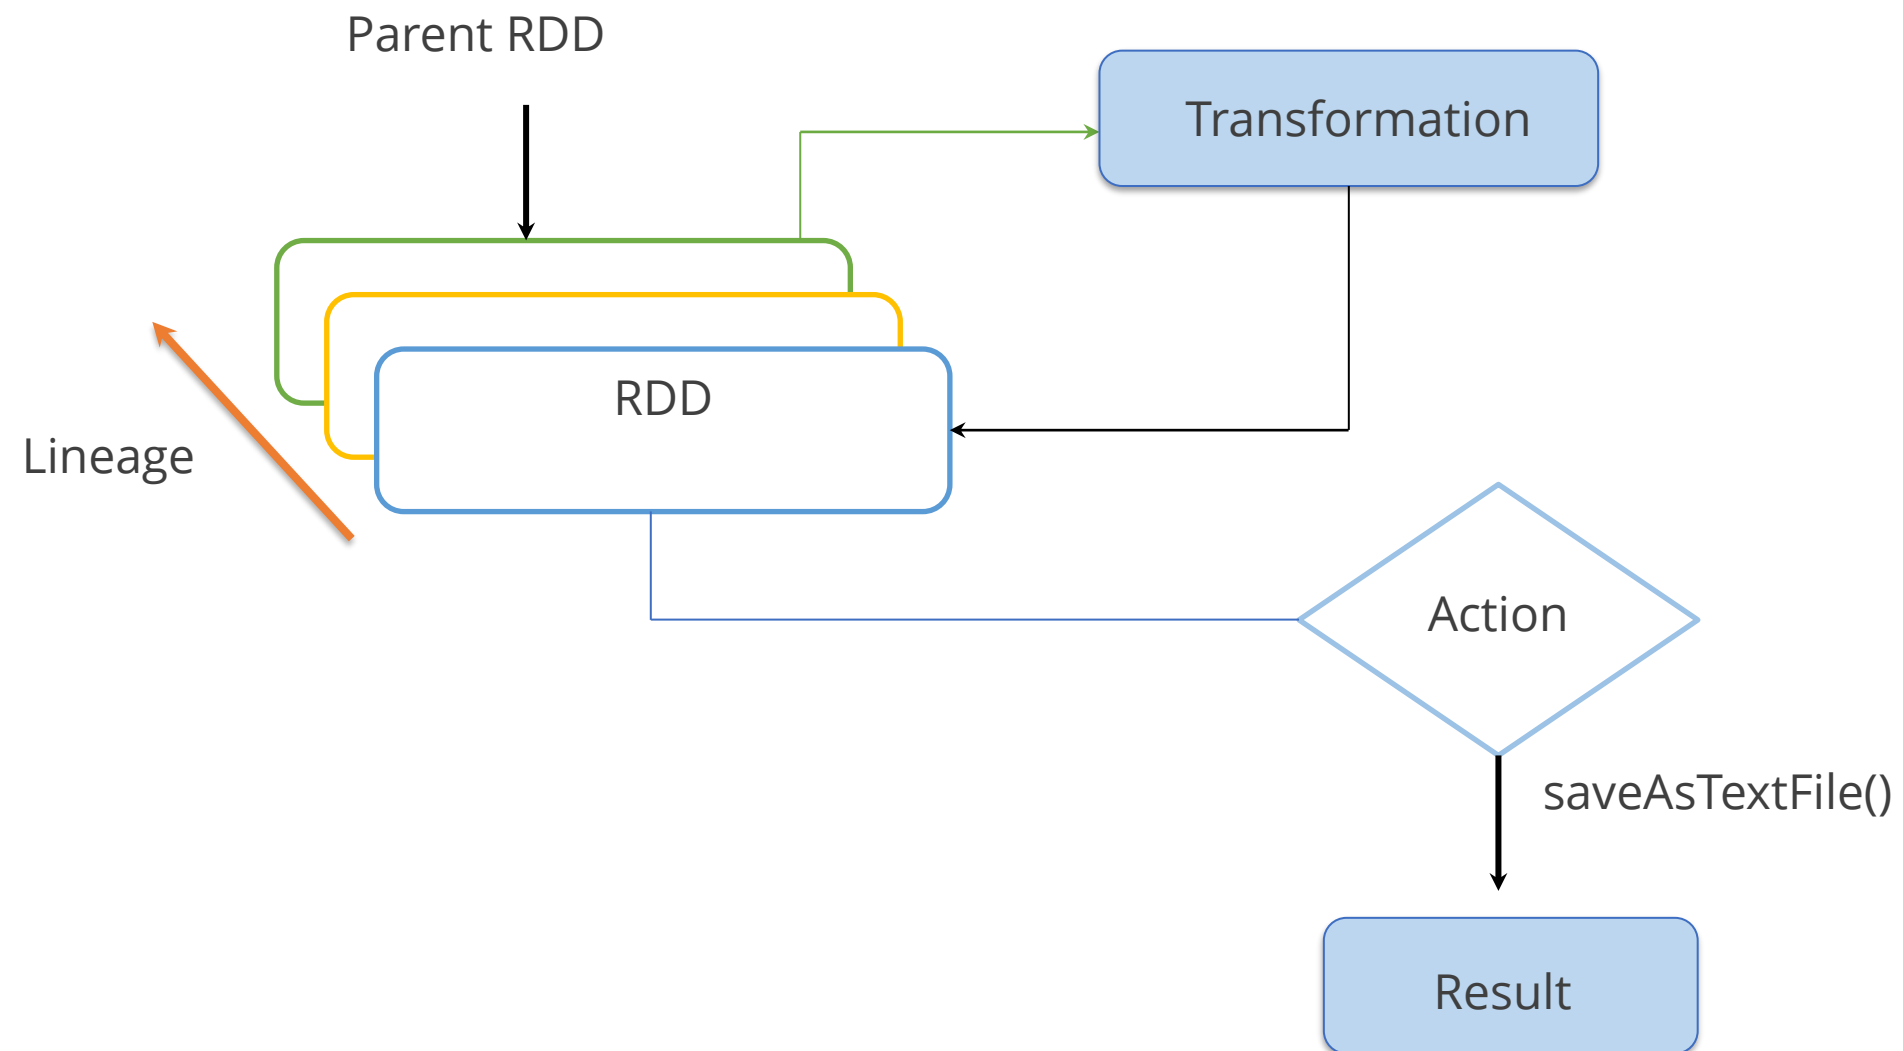 Parent RDD
Transformation
RDD
Lineage
Action
saveAsTextFile()
Result